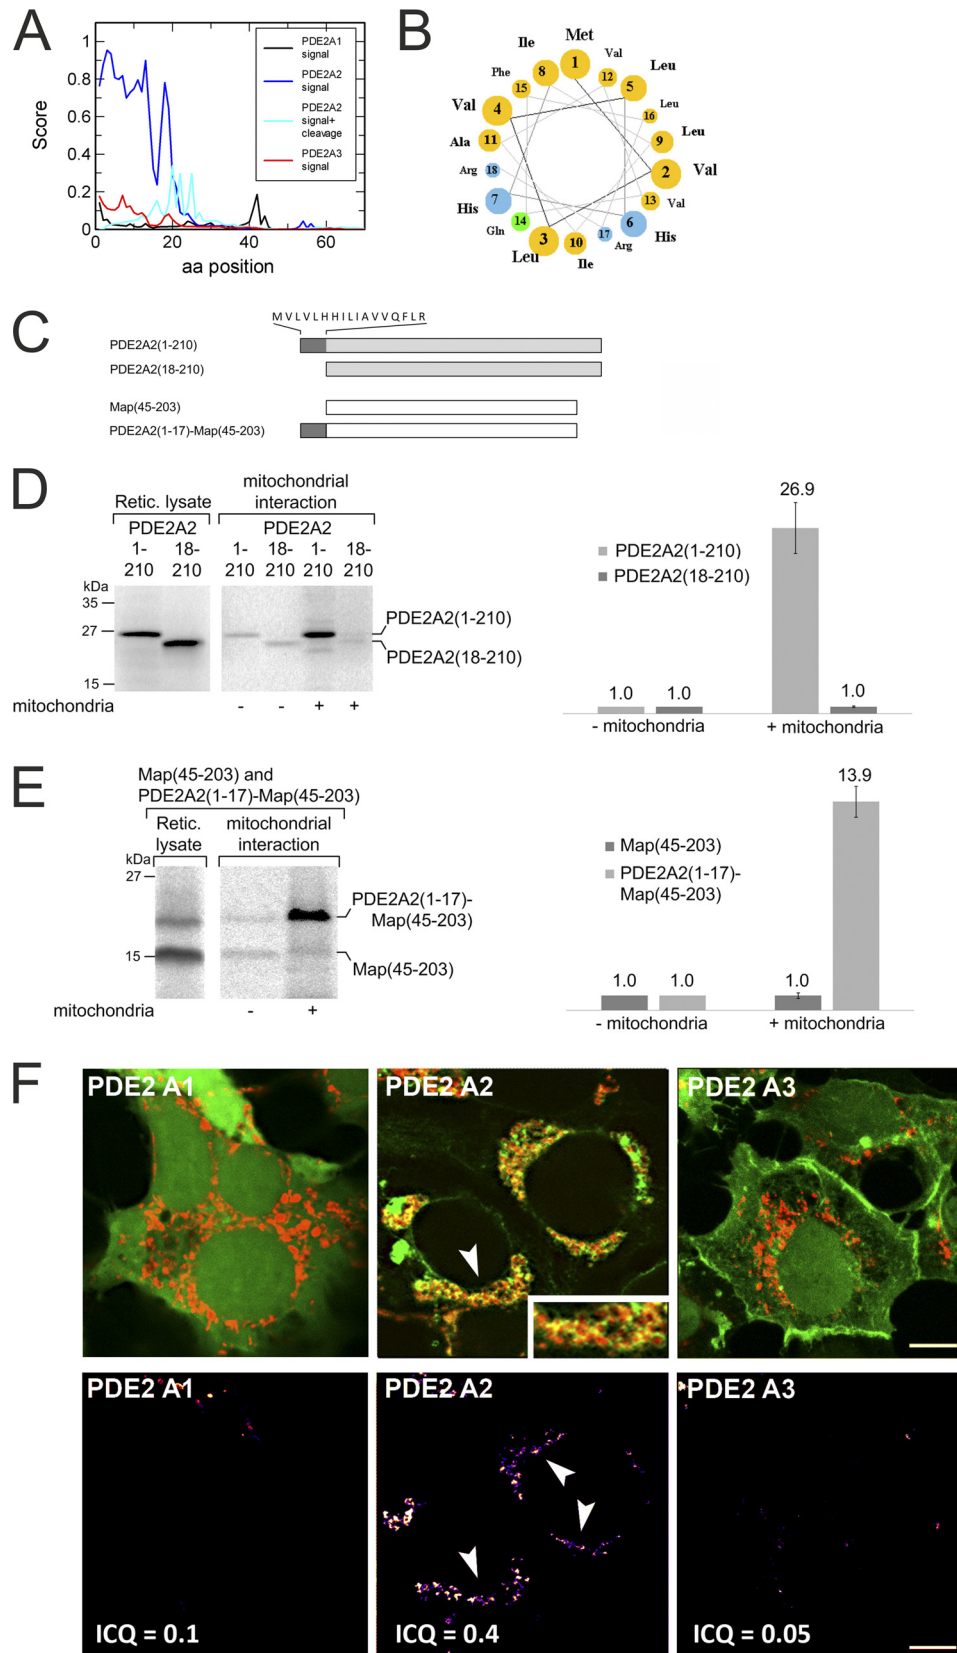 A
Score
1
0.8
0.6
0.4
0.2
0
0
20
40
60
aa position
PDE2A1
signal
PDE2A2
signal
PDE2A2
signal+
cleavage
PDE2A3
signal
B
Met
1
Val
12
Leu
5
Leu
16
Leu
9
Val
2
Val
13
His
6
Arg
17
Ile
10
Leu
3
Gln
14
His
7
Arg
18
Ala
11
Val
4
Phe
15
Ile
8
C
M V L V L H H I L I A V V Q F L R
PDE2A2(1-210)
PDE2A2(18-210)
Map(45-203)
PDE2A2(1-17)-Map(45-203)
D
Retic. lysate
mitochondrial
interaction
PDE2A2
PDE2A2
1- 18- 1- 18- 1- 18-
210 210 210 210 210 210
kDa
35
27
15
PDE2A2(1-210)
PDE2A2(18-210)
mitochondria - - + +
PDE2A2(1-210)
PDE2A2(18-210)
1.0
1.0
26.9
1.0
- mitochondria
+ mitochondria
E
Map(45-203) and
PDE2A2(1-17)-Map(45-203)
Retic.
lysate
mitochondrial
interaction
kDa
27
15
PDE2A2(1-17)-
Map(45-203)
Map(45-203)
mitochondria - +
Map(45-203)
PDE2A2(1-17)-
Map(45-203)
1.0
1.0
1.0
13.9
- mitochondria
+ mitochondria
F
PDE2 A1
PDE2 A2
PDE2 A3
PDE2 A1
PDE2 A2
PDE2 A3
ICQ = 0.1
ICQ = 0.4
ICQ = 0.05